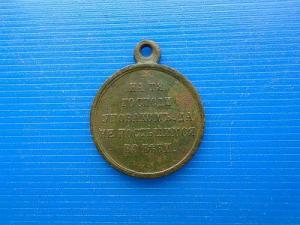 НА ТЯ
ГОСПОДИ
УПОВАХОМЪ, ДА
НЕ ПОСТЫДИМСЯ
ВО ВѢКИ.